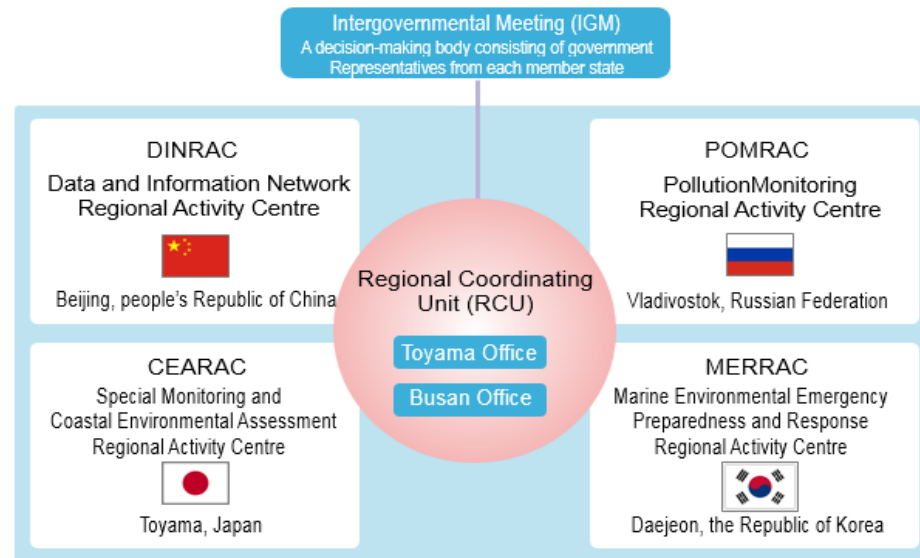 Intergovernmental Meeting (IGM)
A decision-making body consisting of government
Representatives from each member state
DINRAC
Data and Information Network
Regional Activity Centre
Beijing, people's Republic of China
POMRAC
PollutionMonitoring
Regional Activity Centre
Vladivostok, Russian Federation
Regional Coordinating
Unit (RCU)
Toyama Office
Busan Office
CEARAC
Special Monitoring and
Coastal Environmental Assessment
Regional Activity Centre
Toyama, Japan
MERRAC
Marine Environmental Emergency
Preparedness and Response
Regional Activity Centre
Daejeon, the Republic of Korea